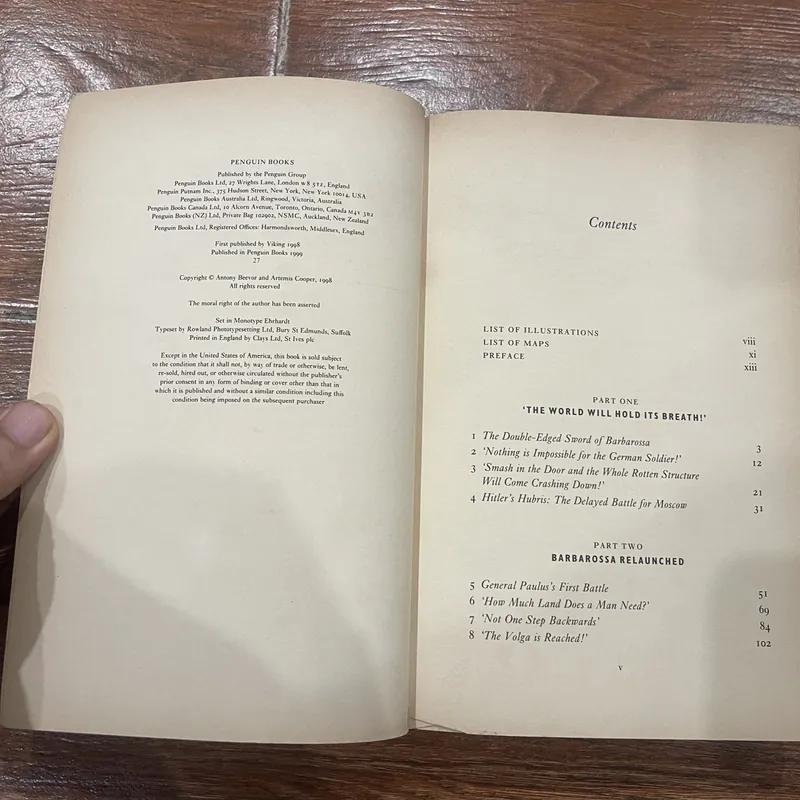 PENGUIN BOOKS
Published by the Penguin Group
Penguin Books Ltd, 27 Wrights Lane, London W8 5TZ, England
Penguin Putnam Inc., 375 Hudson Street, New York, New York 10014, USA
Penguin Books Australia Ltd, Ringwood, Victoria, Australia
Penguin Books Canada Ltd, 10 Alcorn Avenue, Toronto, Ontario, Canada M4V 3B2
Penguin Books (NZ) Ltd, Private Bag 102902, NSMC, Auckland, New Zealand
Penguin Books Ltd, Registered Offices: Harmondsworth, Middlesex, England
First published by Viking 1998
Published in Penguin Books 1999
27
Copyright © Antony Beevor and Artemis Cooper, 1998
All rights reserved
The moral right of the author has been asserted
Set in Monotype Ehrhardt
Typeset by Rowland Phototypesetting Ltd, Bury St Edmunds, Suffolk
Printed in England by Clays Ltd, St Ives plc
Except in the United States of America, this book is sold subject
to the condition that it shall not, by way of trade or otherwise, be lent,
re-sold, hired out, or otherwise circulated without the publisher's
prior consent in any form of binding or cover other than that in
which it is published and without a similar condition including this
condition being imposed on the subsequent purchaser
Contents
LIST OF ILLUSTRATIONS viii
LIST OF MAPS xi
PREFACE xiii
PART ONE
'THE WORLD WILL HOLD ITS BREATH!'
1 The Double-Edged Sword of Barbarossa 3
2 'Nothing is Impossible for the German Soldier!' 12
3 'Smash in the Door and the Whole Rotten Structure
Will Come Crashing Down!' 21
4 Hitler's Hubris: The Delayed Battle for Moscow 31
PART TWO
BARBAROSSA RELAUNCHED
5 General Paulus's First Battle 51
6 'How Much Land Does a Man Need?' 69
7 'Not One Step Backwards' 84
8 'The Volga is Reached!' 102
v